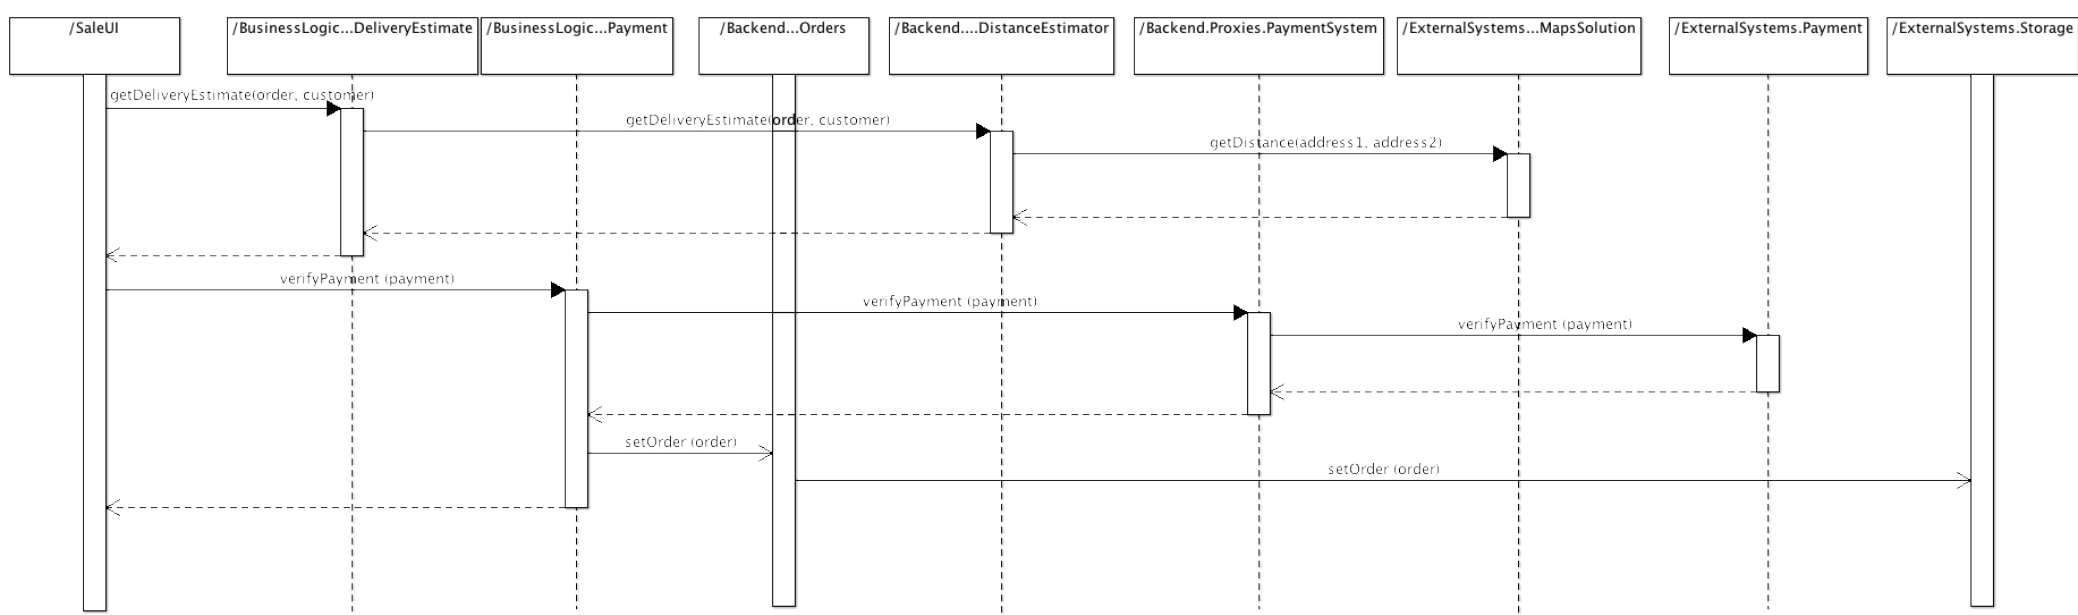 /SaleUI
/BusinessLogic...DeliveryEstimate
/BusinessLogic...Payment
/Backend...Orders
/Backend....DistanceEstimator
/Backend.Proxies.PaymentSystem
/ExternalSystems...MapsSolution
/ExternalSystems.Payment
/ExternalSystems.Storage
getDeliveryEstimate(order, customer)
getDeliveryEstimate(order, customer)
getDistance(address1, address2)
verifyPayment (payment)
verifyPayment (payment)
verifyPayment (payment)
setOrder (order)
setOrder (order)